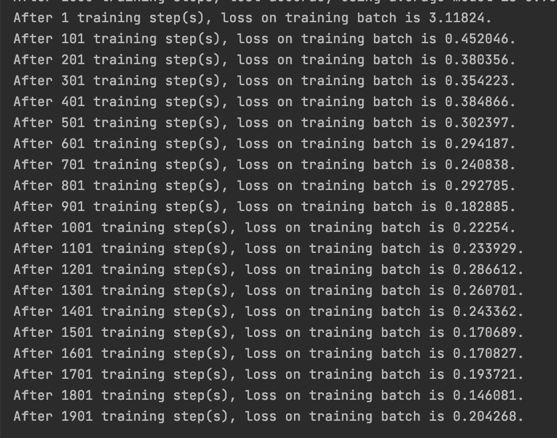 After 1 training step(s), loss on training batch is 3.11824.
After 101 training step(s), loss on training batch is 0.452046.
After 201 training step(s), loss on training batch is 0.380356.
After 301 training step(s), loss on training batch is 0.354223.
After 401 training step(s), loss on training batch is 0.384866.
After 501 training step(s), loss on training batch is 0.302397.
After 601 training step(s), loss on training batch is 0.294187.
After 701 training step(s), loss on training batch is 0.240838.
After 801 training step(s), loss on training batch is 0.292785.
After 901 training step(s), loss on training batch is 0.182885.
After 1001 training step(s), loss on training batch is 0.22254.
After 1101 training step(s), loss on training batch is 0.233929.
After 1201 training step(s), loss on training batch is 0.286612.
After 1301 training step(s), loss on training batch is 0.260701.
After 1401 training step(s), loss on training batch is 0.243362.
After 1501 training step(s), loss on training batch is 0.170689.
After 1601 training step(s), loss on training batch is 0.170827.
After 1701 training step(s), loss on training batch is 0.193721.
After 1801 training step(s), loss on training batch is 0.146081.
After 1901 training step(s), loss on training batch is 0.204268.